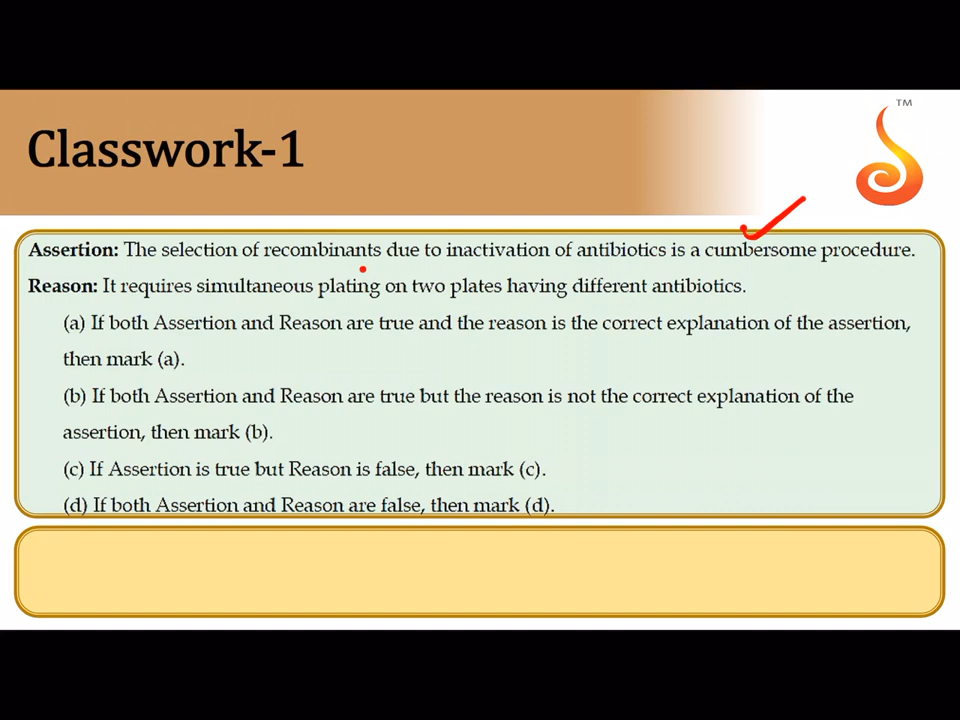 TM
Classwork-1
Assertion: The selection of recombinants due to inactivation of antibiotics is a cumbersome procedure.
Reason: It requires simultaneous plating on two plates having different antibiotics.
(a) If both Assertion and Reason are true and the reason is the correct explanation of the assertion,
then mark (a).
(b) If both Assertion and Reason are true but the reason is not the correct explanation of the
assertion, then mark (b).
(c) If Assertion is true but Reason is false, then mark (c).
(d) If both Assertion and Reason are false, then mark (d).